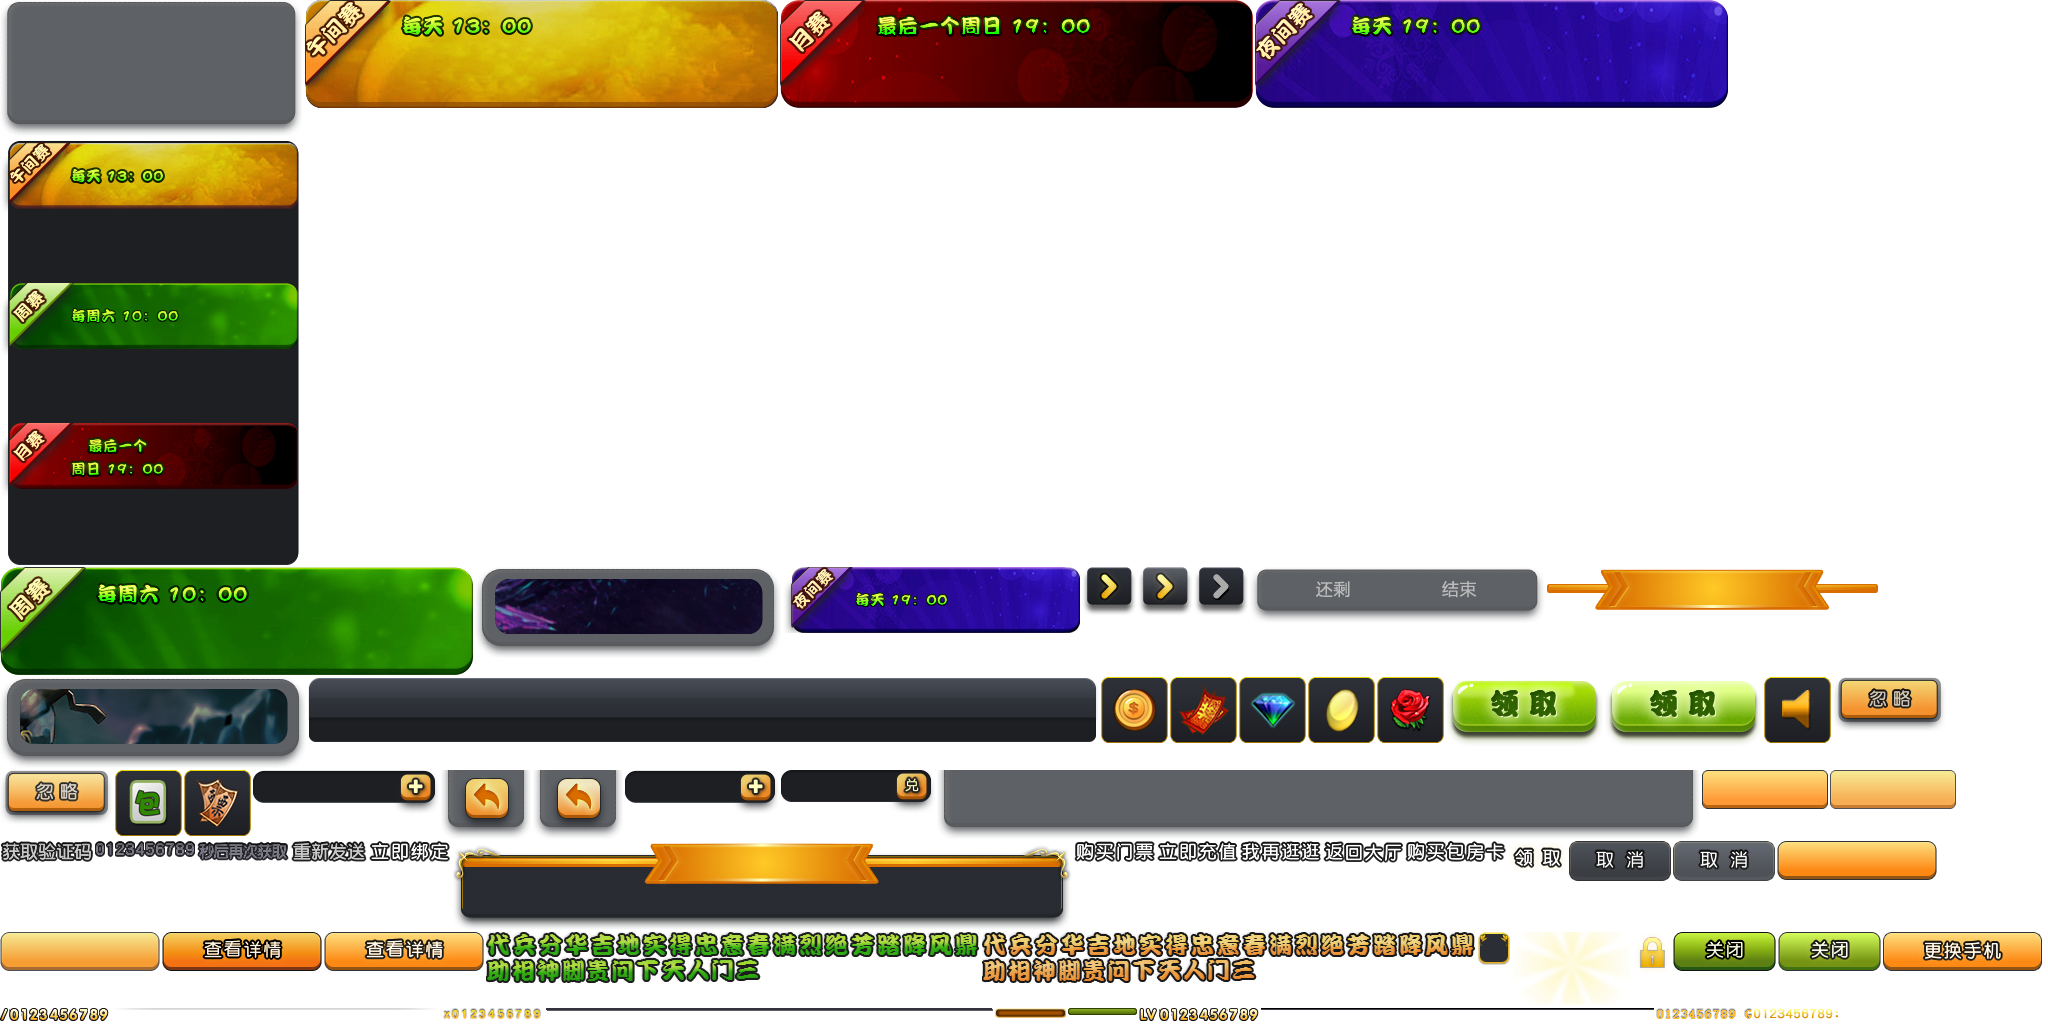 午间赛
每天 13：00
月赛
最后一个周日 19：00
夜间赛
每天 19：00
午间赛
每天 13：00
周赛
每周六 10：00
月赛
最后一个
周日 19：00
周赛
每周六 10：00
夜间赛
每天 19：00
还剩
结束
领取
领取
忽略
忽略
包
兑
获取验证码 0123456789 秒后再次获取 重新发送 立即绑定
购买门票 立即充值 我再逛逛 返回大厅 购买包房卡 领 取
取 消
取 消
查看详情
查看详情
代兵分华吉地实得忠意者满烈绝芳踏降风鼎
助相神脚贵问下天人门三
代兵分华吉地实得忠意者满烈绝芳踏降风鼎
助相神脚贵问下天人门三
关闭
关闭
更换手机
/0123456789
x0123456789
LV0123456789
0123456789
G0123456789: